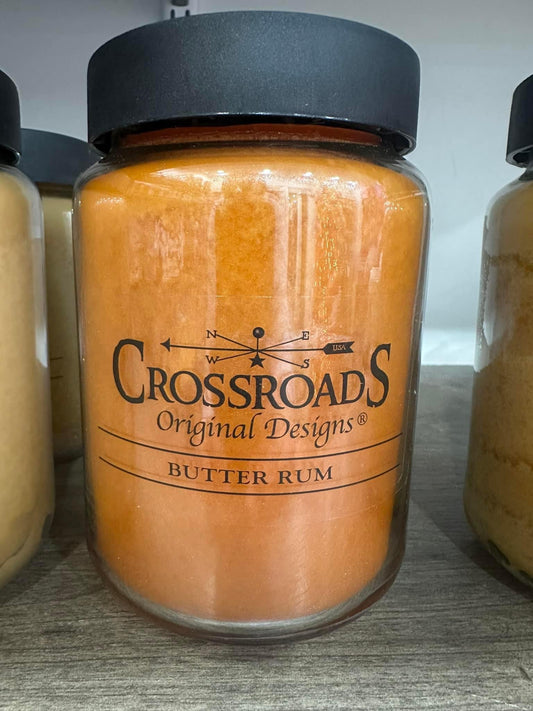 N E
USA
W S
CROSSROADS
Original Designs®
BUTTER RUM